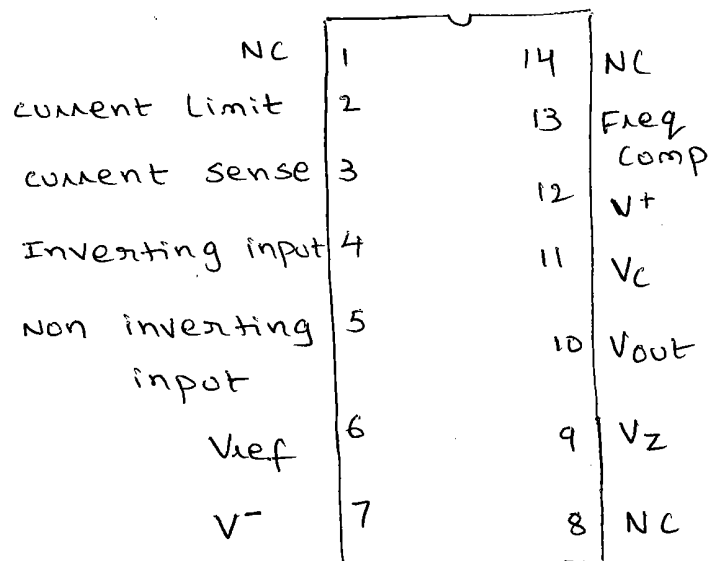 NC 1 14 NC
current Limit 2 13 Freq
comp
current sense 3 12 V+
Inverting input 4 11 Vc
Non inverting 5 10 Vout
input
Vref 6 9 Vz
V- 7 8 NC